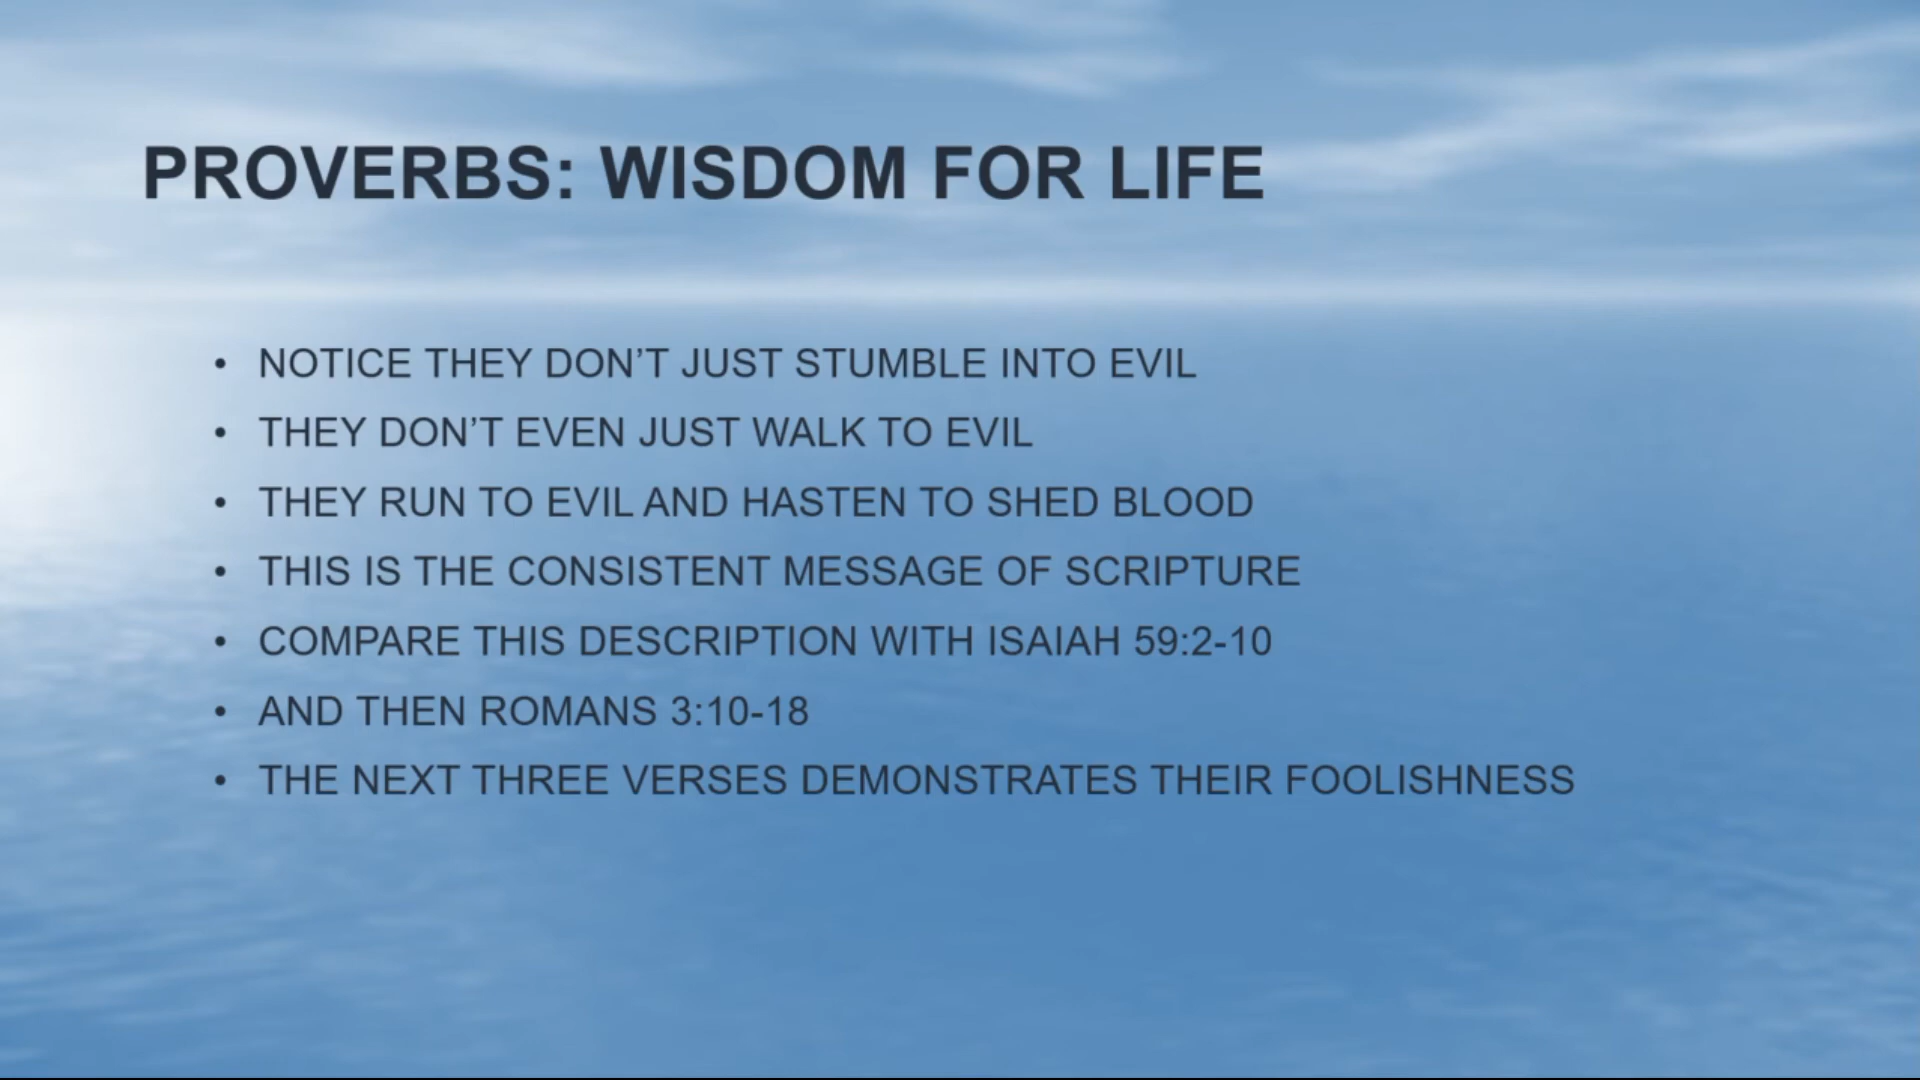 PROVERBS: WISDOM FOR LIFE
• NOTICE THEY DON’T JUST STUMBLE INTO EVIL
• THEY DON’T EVEN JUST WALK TO EVIL
• THEY RUN TO EVIL AND HASTEN TO SHED BLOOD
• THIS IS THE CONSISTENT MESSAGE OF SCRIPTURE
• COMPARE THIS DESCRIPTION WITH ISAIAH 59:2-10
• AND THEN ROMANS 3:10-18
• THE NEXT THREE VERSES DEMONSTRATES THEIR FOOLISHNESS